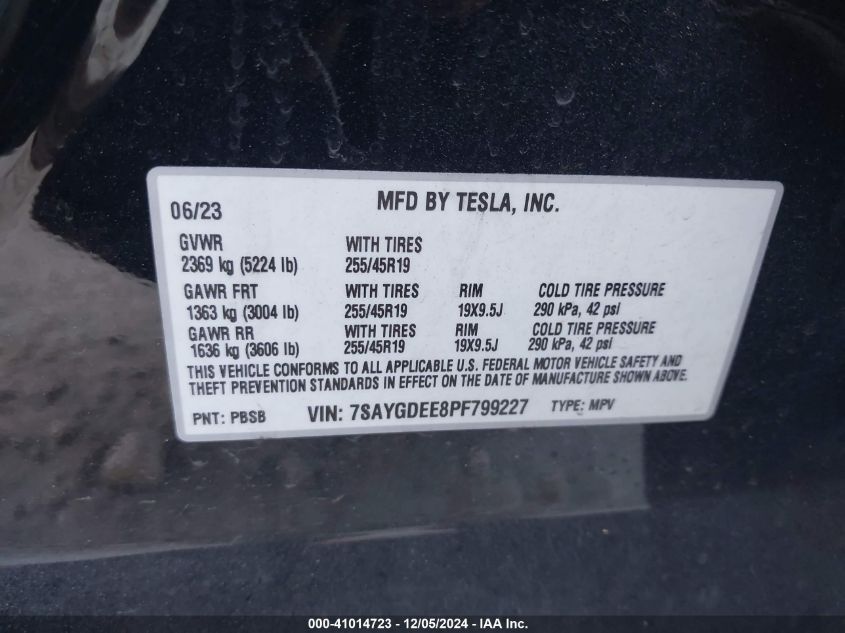 06/23 MFD BY TESLA, INC.
GVWR WITH TIRES
2369 kg (5224 lb) 255/45R19
GAWR FRT WITH TIRES RIM COLD TIRE PRESSURE
1363 kg (3004 lb) 255/45R19 19X9.5J 290 kPa, 42 psi
GAWR RR WITH TIRES RIM COLD TIRE PRESSURE
1636 kg (3606 lb) 255/45R19 19X9.5J 290 kPa, 42 psi
THIS VEHICLE CONFORMS TO ALL APPLICABLE U.S. FEDERAL MOTOR VEHICLE SAFETY AND
THEFT PREVENTION STANDARDS IN EFFECT ON THE DATE OF MANUFACTURE SHOWN ABOVE.
PNT: PBSB VIN: 7SAYGDEE8PF799227 TYPE: MPV
000-41014723 - 12/05/2024 - IAA Inc.